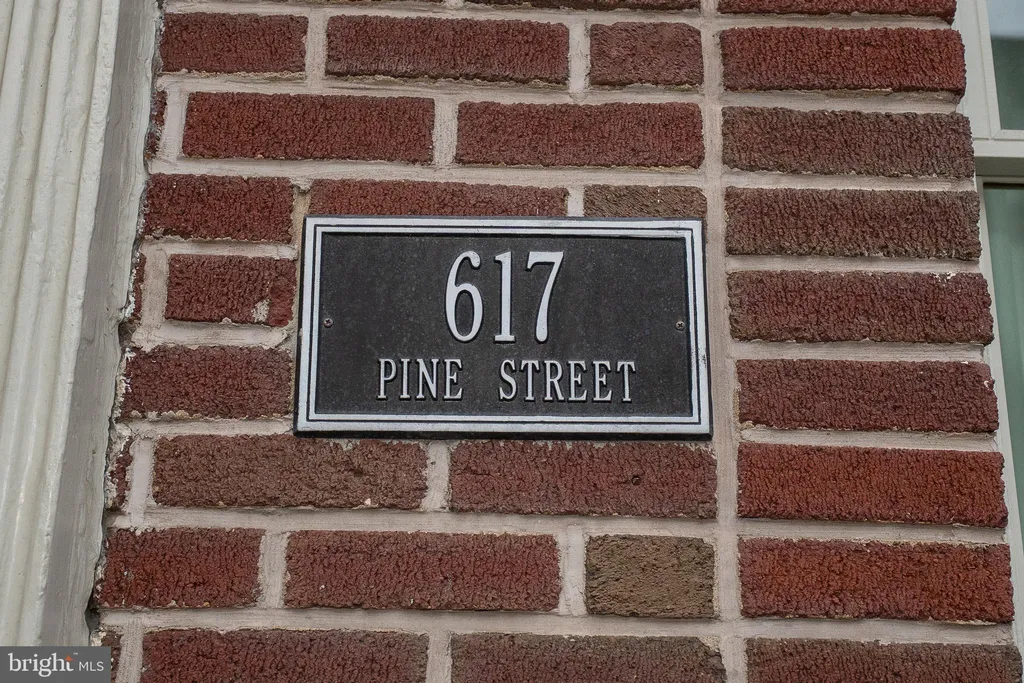 617
PINE STREET
bright MLS